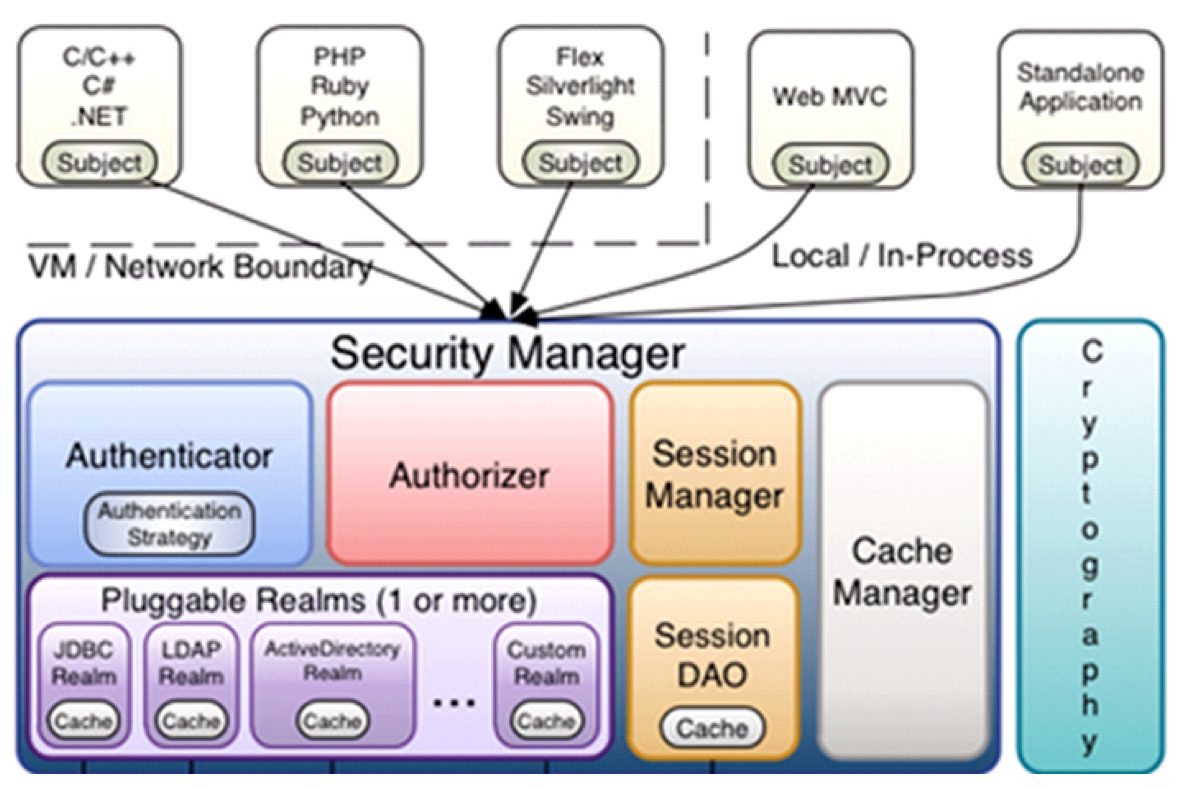 C/C++
C#
.NET
Subject
PHP
Ruby
Python
Subject
Flex
Silverlight
Swing
Subject
Web MVC
Subject
Standalone
Application
Subject
VM / Network Boundary
Local / In-Process
Security Manager
Authenticator
Authentication
Strategy
Authorizer
Session
Manager
Cache
Manager
Pluggable Realms (1 or more)
JDBC
Realm
Cache
LDAP
Realm
Cache
ActiveDirectory
Realm
Cache
...
Custom
Realm
Cache
Session
DAO
Cache
Cryptography